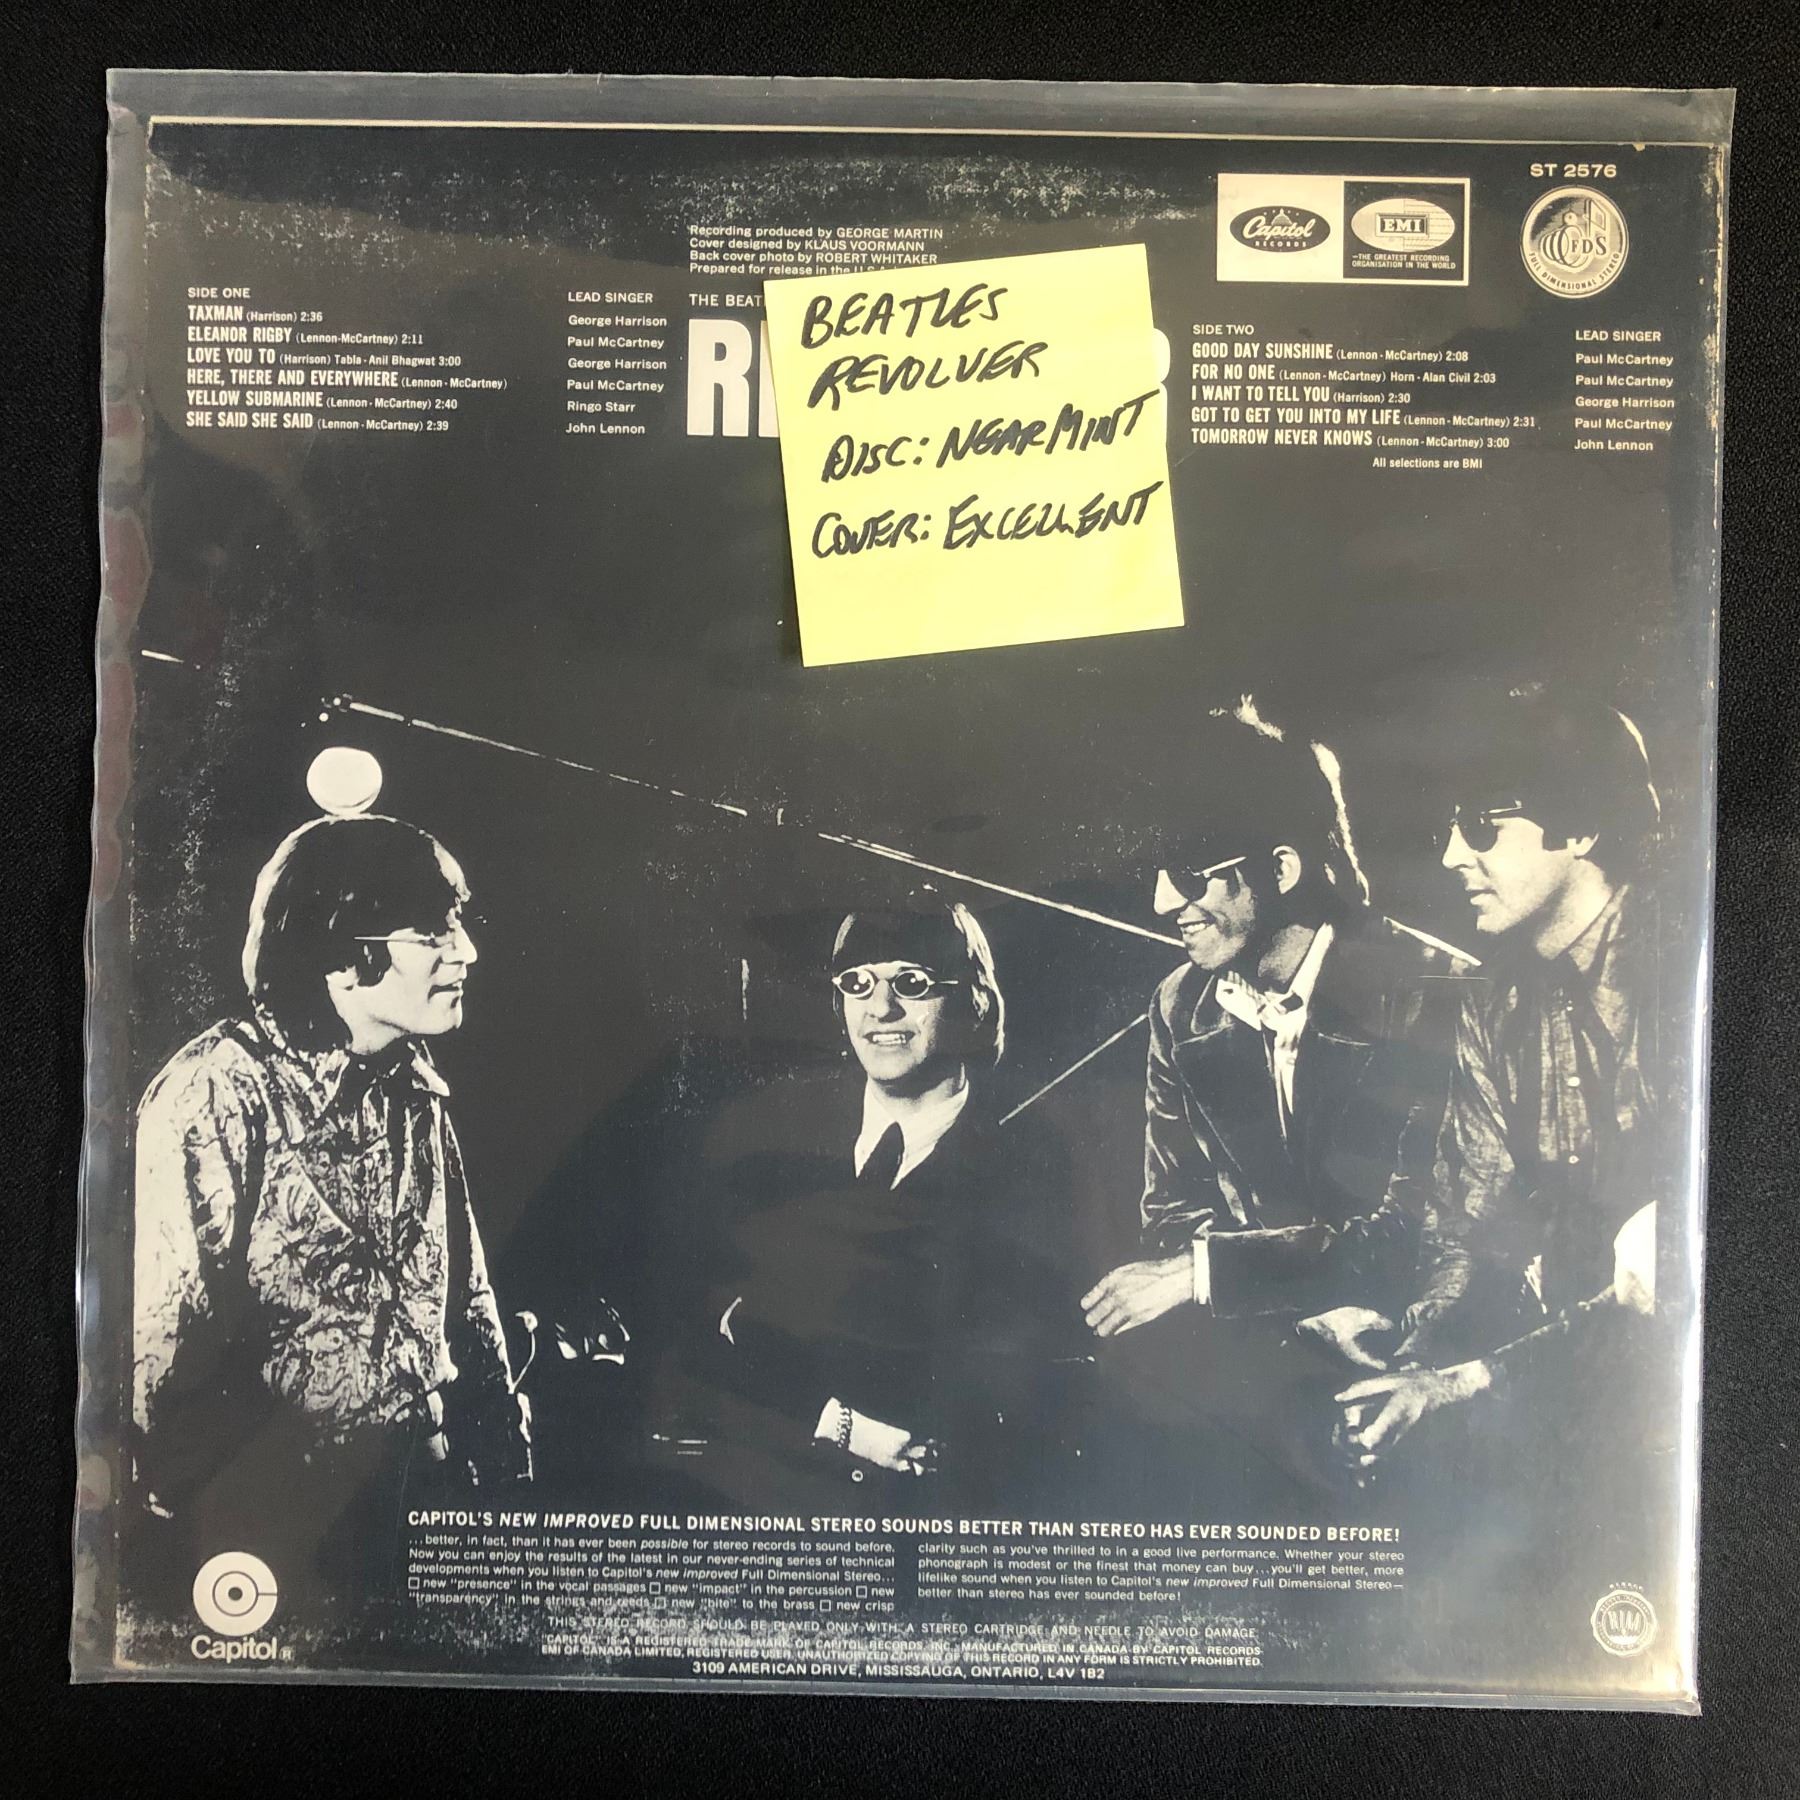 ST 2576
Capitol
RECORDS
EMI
—THE GREATEST RECORDING
ORGANISATION IN THE WORLD
FDS
FULL DIMENSIONAL STEREO
Recording produced by GEORGE MARTIN
Cover designed by KLAUS VOORMANN
Back cover photo by ROBERT WHITAKER
Prepared for release in the U.S.A.
SIDE ONE
LEAD SINGER
TAXMAN (Harrison) 2:36
George Harrison
ELEANOR RIGBY (Lennon-McCartney) 2:11
Paul McCartney
LOVE YOU TO (Harrison) Tabla - Anil Bhagwat 3:00
George Harrison
HERE, THERE AND EVERYWHERE (Lennon - McCartney)
Paul McCartney
YELLOW SUBMARINE (Lennon - McCartney) 2:40
Ringo Starr
SHE SAID SHE SAID (Lennon - McCartney) 2:39
John Lennon
THE BEAT
R
BEATLES
REVOLVER
DISC: NEAR MINT
COVER: EXCELLENT
SIDE TWO
LEAD SINGER
GOOD DAY SUNSHINE (Lennon - McCartney) 2:08
Paul McCartney
FOR NO ONE (Lennon - McCartney) Horn - Alan Civil 2:03
Paul McCartney
I WANT TO TELL YOU (Harrison) 2:30
George Harrison
GOT TO GET YOU INTO MY LIFE (Lennon - McCartney) 2:31
Paul McCartney
TOMORROW NEVER KNOWS (Lennon - McCartney) 3:00
John Lennon
All selections are BMI
CAPITOL'S NEW IMPROVED FULL DIMENSIONAL STEREO SOUNDS BETTER THAN STEREO HAS EVER SOUNDED BEFORE!
...better, in fact, than it has ever been possible for stereo records to sound before.
Now you can enjoy the results of the latest in our never-ending series of technical
developments when you listen to Capitol's new improved Full Dimensional Stereo...
☐ new "presence" in the vocal passages ☐ new "impact" in the percussion ☐ new
"transparency" in the strings and reeds ☐ new "bite" to the brass ☐ new crisp
clarity such as you've thrilled to in a good live performance. Whether your stereo
phonograph is modest or the finest that money can buy...you'll get better, more
lifelike sound when you listen to Capitol's new improved Full Dimensional Stereo—
better than stereo has ever sounded before!
Capitol®
THIS STEREO RECORD SHOULD BE PLAYED ONLY WITH A STEREO CARTRIDGE AND NEEDLE TO AVOID DAMAGE.
"CAPITOL" IS A REGISTERED TRADE MARK OF CAPITOL RECORDS, INC., MANUFACTURED IN CANADA BY CAPITOL RECORDS
EMI OF CANADA LIMITED, REGISTERED USER, UNAUTHORIZED COPYING OF THIS RECORD IN ANY FORM IS STRICTLY PROHIBITED.
3109 AMERICAN DRIVE, MISSISSAUGA, ONTARIO, L4V 1B2